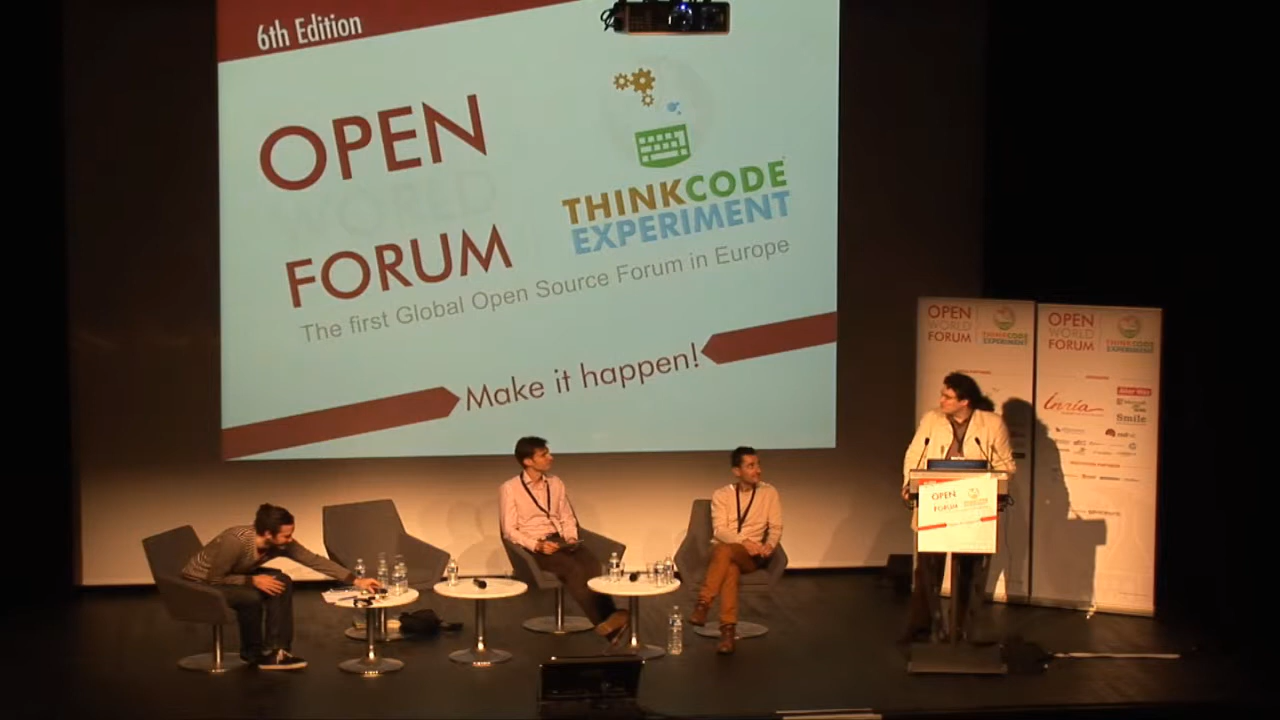 6th Edition
OPEN
WORLD
FORUM
THINKCODE
EXPERIMENT
The first Global Open Source Forum in Europe
Make it happen!
OPEN
WORLD
FORUM
THINKCODE
EXPERIMENT
OPEN
WORLD
FORUM
THINKCODE
EXPERIMENT
Inria
Smile
OPEN
FORUM